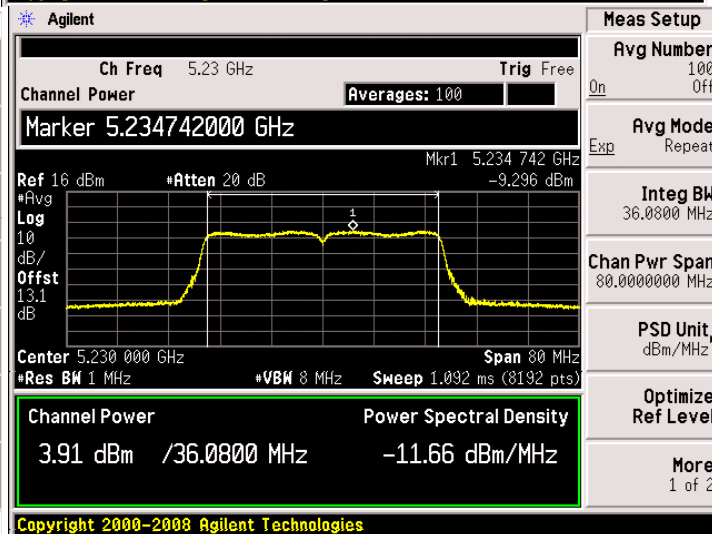 Agilent
Meas Setup
Ch Freq 5.23 GHz Trig Free
Channel Power Averages: 100
Marker 5.234742000 GHz
Mkr1 5.234 742 GHz
Ref 16 dBm #Atten 20 dB -9.296 dBm
#Avg
Log
10
dB/
Offst
13.1
dB
1
Center 5.230 000 GHz Span 80 MHz
#Res BW 1 MHz #VBW 8 MHz Sweep 1.092 ms (8192 pts)
Channel Power Power Spectral Density
3.91 dBm /36.0800 MHz -11.66 dBm/MHz
Copyright 2000-2008 Agilent Technologies
Avg Number
100
On Off
Avg Mode
Exp Repeat
Integ BW
36.0800 MHz
Chan Pwr Span
80.0000000 MHz
PSD Unit
dBm/MHz
Optimize
Ref Level
More
1 of 2